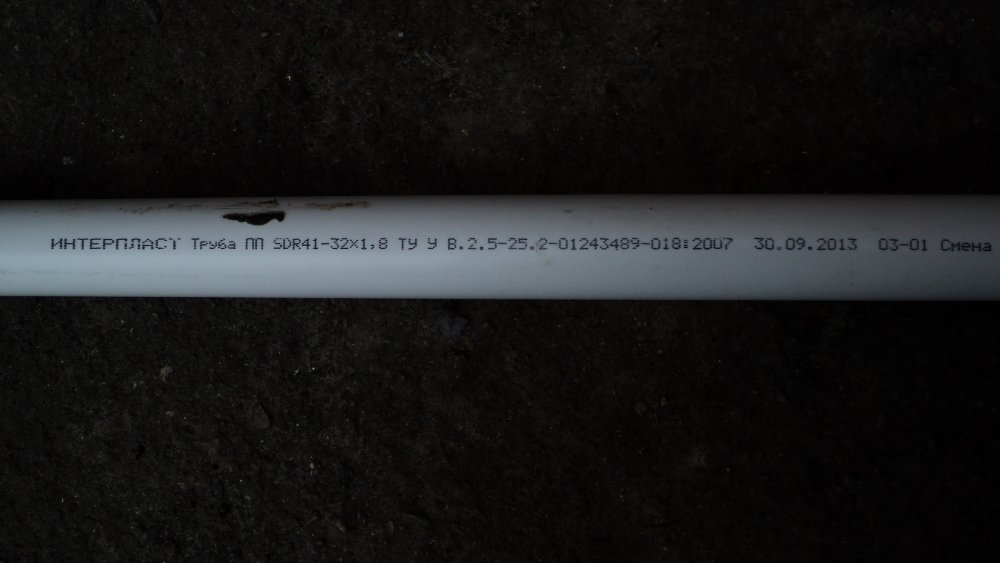 ИНТЕРПЛАСТ Труба ПП SDR41-32×1,8 ТУ У В.2.5-25.2-01243489-018:2007 30.09.2013 03-01 Смена